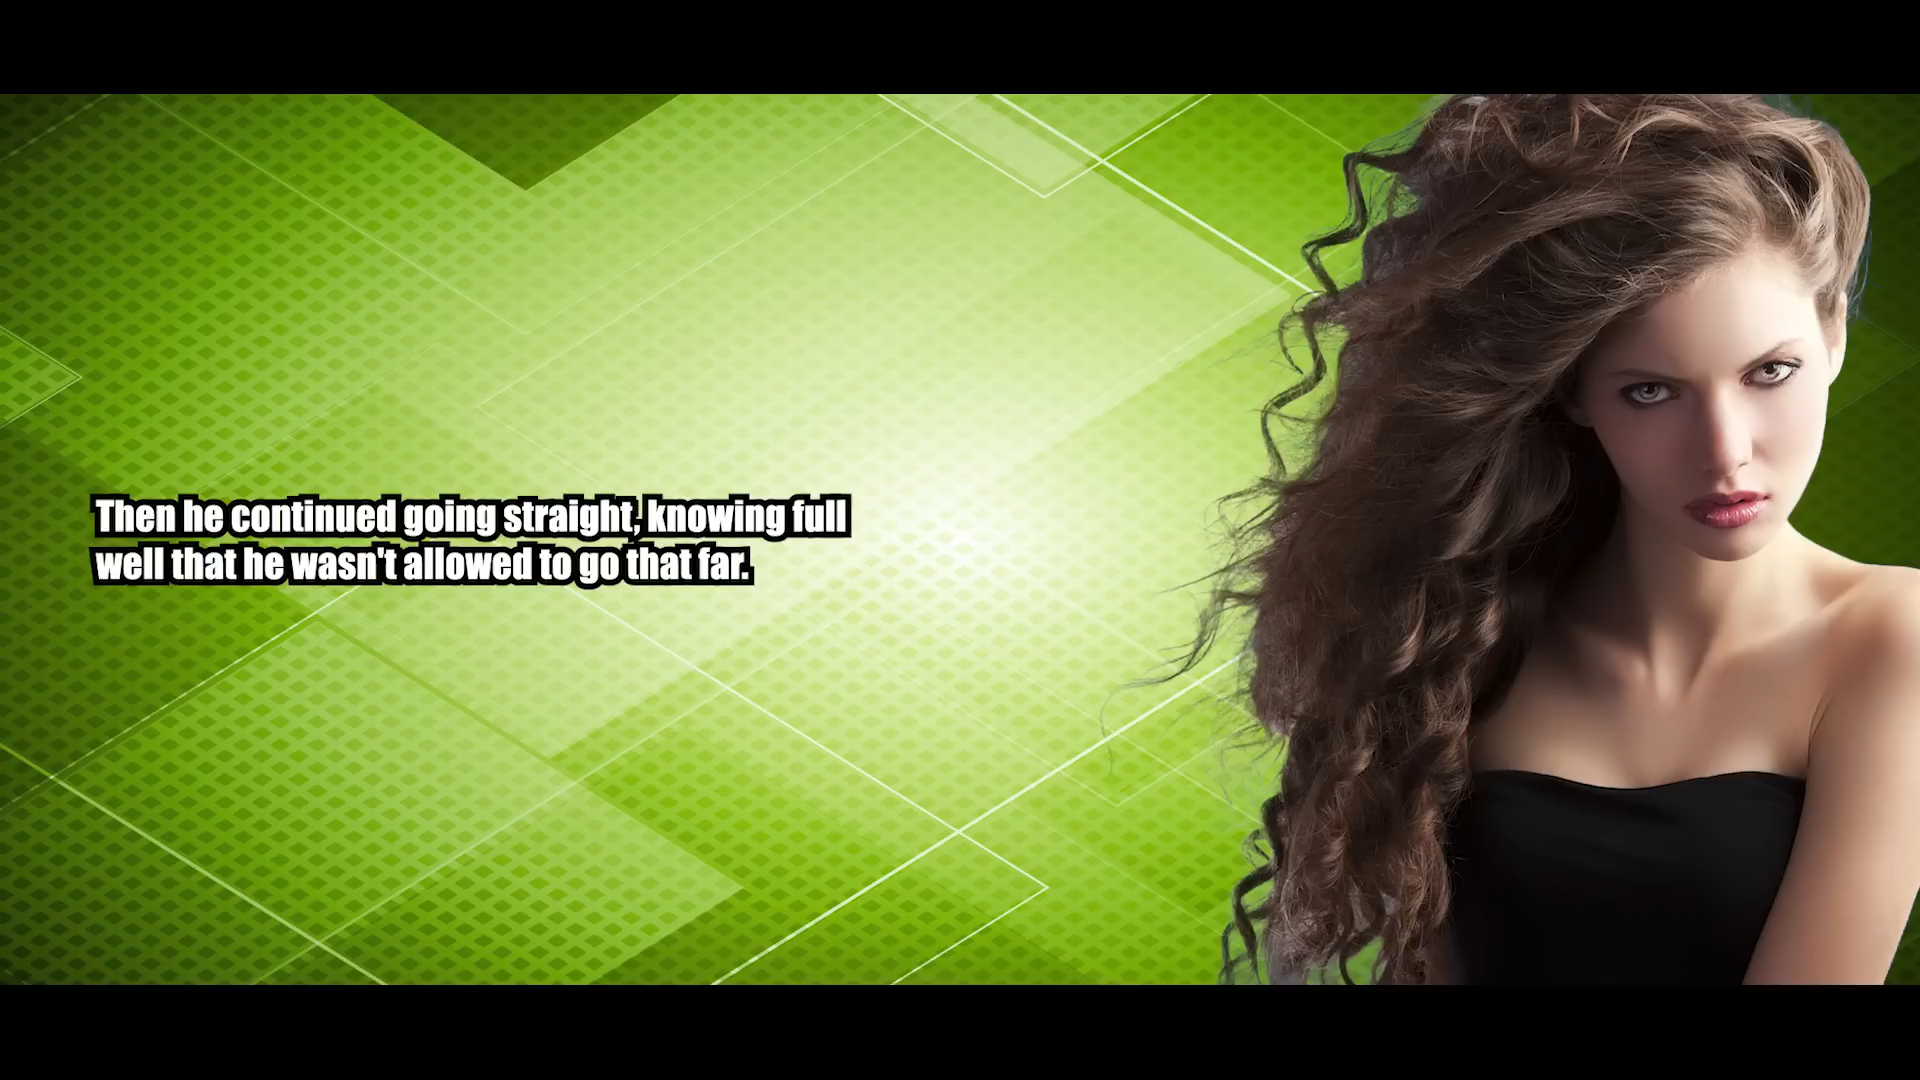 Then he continued going straight, knowing full
well that he wasn't allowed to go that far.